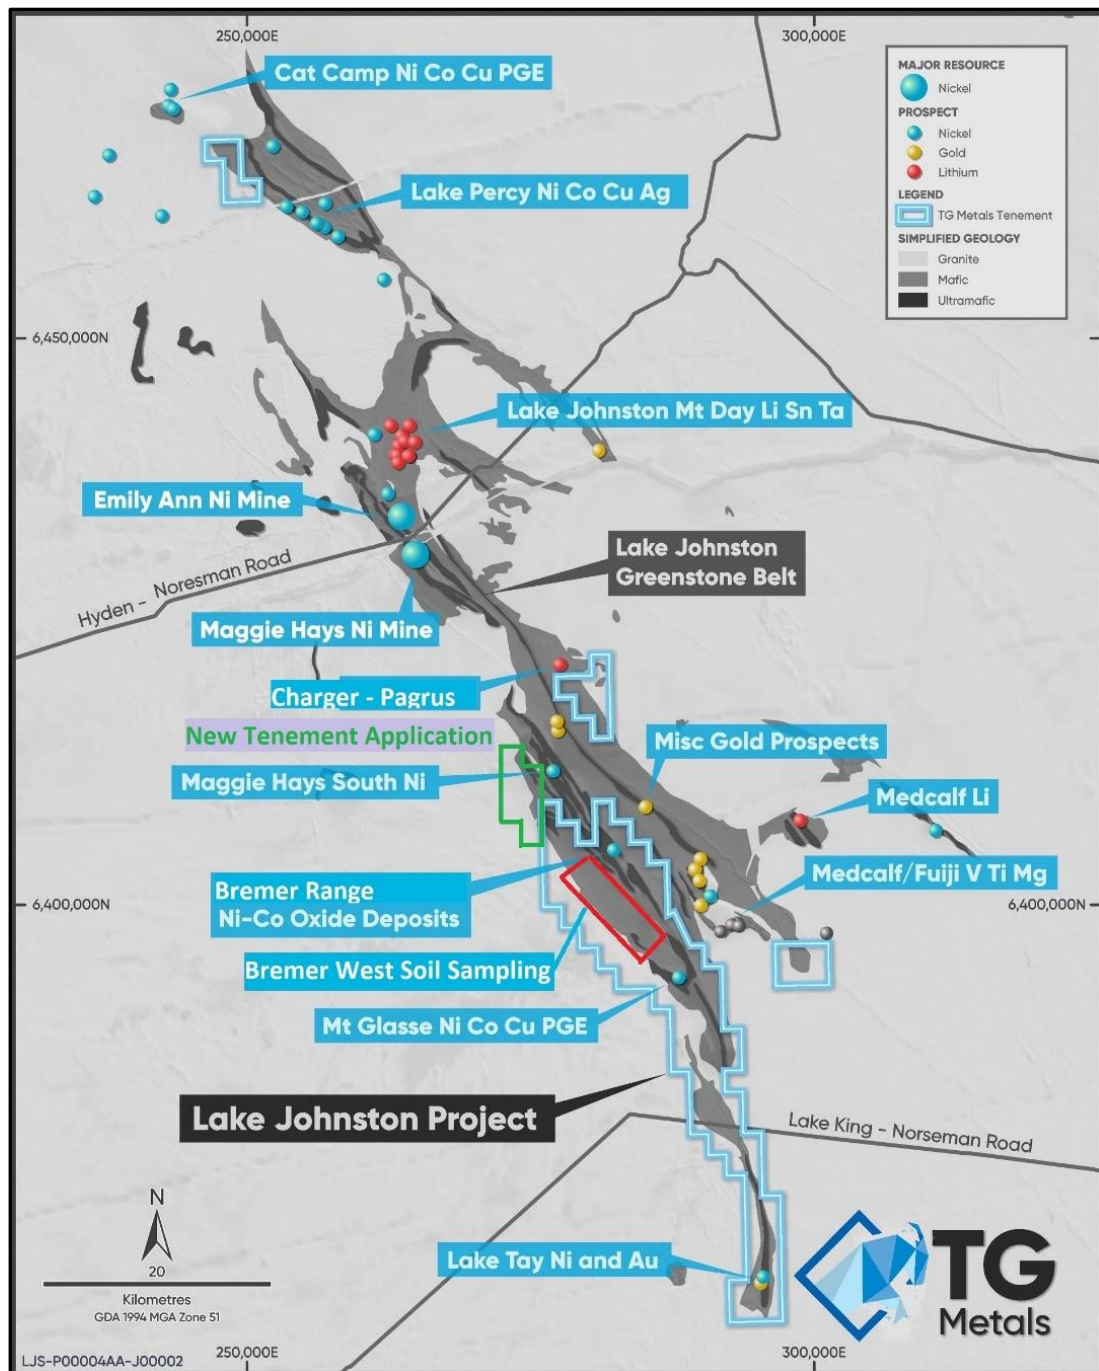 250,000E
300,000E
Cat Camp Ni Co Cu PGE
MAJOR RESOURCE
Nickel
PROSPECT
Nickel
Gold
Lithium
LEGEND
TG Metals Tenement
SIMPLIFIED GEOLOGY
Granite
Mafic
Ultramafic
Lake Percy Ni Co Cu Ag
6,450,000N
Lake Johnston Mt Day Li Sn Ta
Emily Ann Ni Mine
Lake Johnston
Greenstone Belt
Hyden - Noresman Road
Maggie Hays Ni Mine
Charger - Pagrus
New Tenement Application
Misc Gold Prospects
Maggie Hays South Ni
Medcalf Li
Bremer Range
Ni-Co Oxide Deposits
Medcalf/Fuiji V Ti Mg
6,400,000N
6,400,000N
Bremer West Soil Sampling
Mt Glasse Ni Co Cu PGE
Lake Johnston Project
Lake King - Norseman Road
N
20
Kilometres
GDA 1994 MGA Zone 51
Lake Tay Ni and Au
TG
Metals
LJS-P00004AA-J00002
250,000E
300,000E